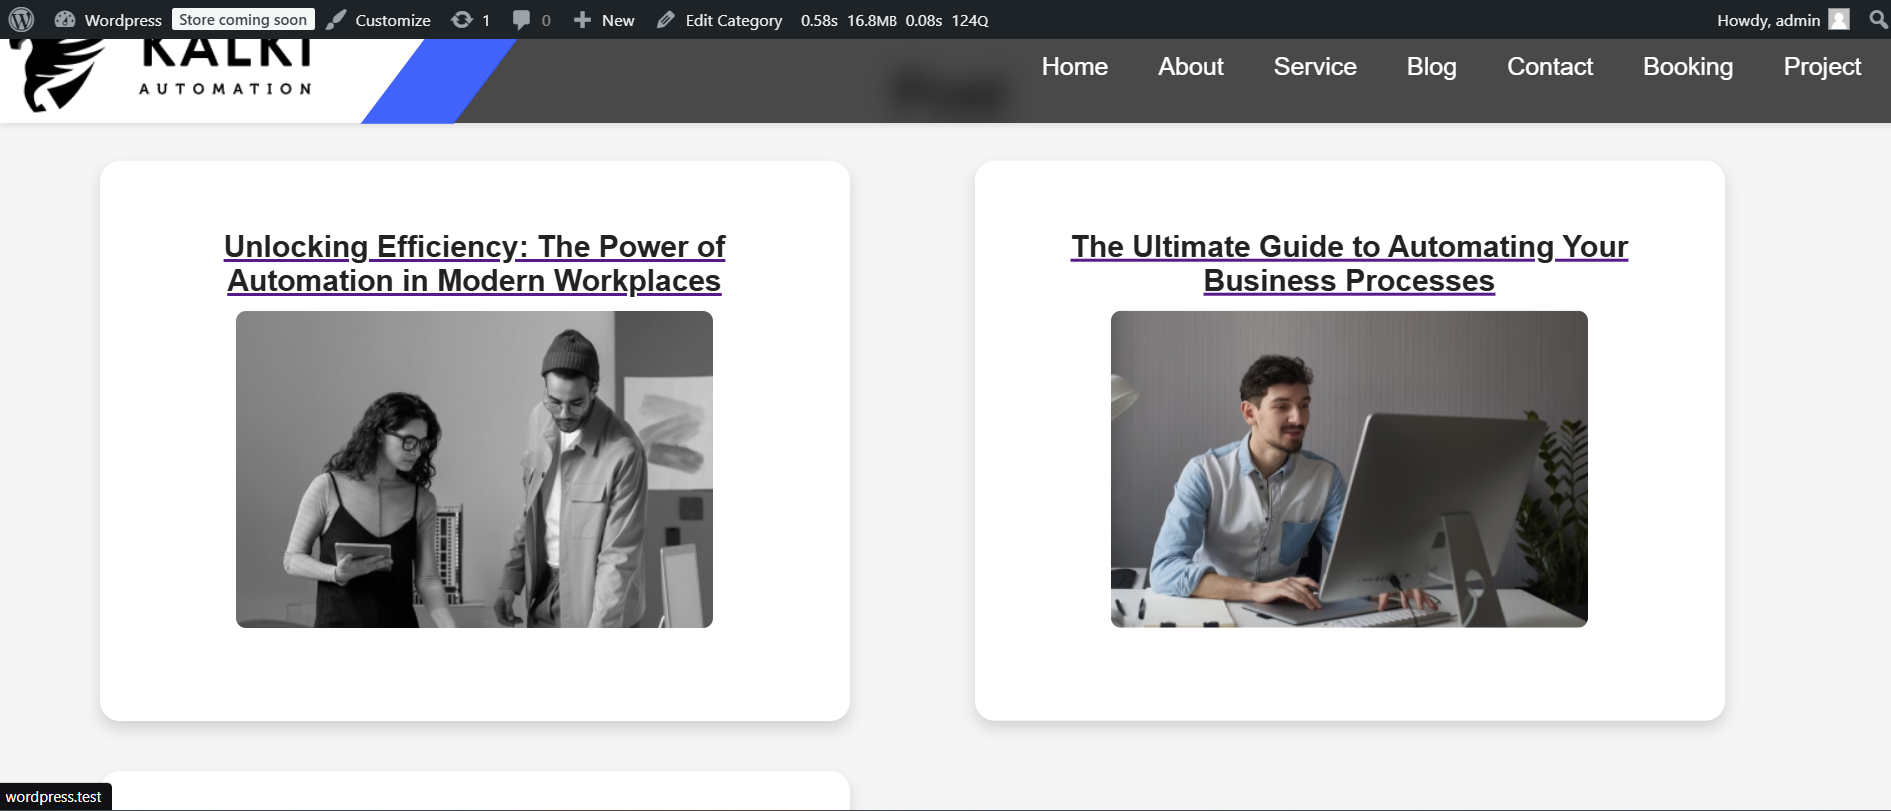 Wordpress Store coming soon Customize 1 0 New Edit Category 0.58s 16.8MB 0.08s 124Q Howdy, admin
KALKI
AUTOMATION
Home About Service Blog Contact Booking Project
Post
Unlocking Efficiency: The Power of
Automation in Modern Workplaces
The Ultimate Guide to Automating Your
Business Processes
wordpress.test